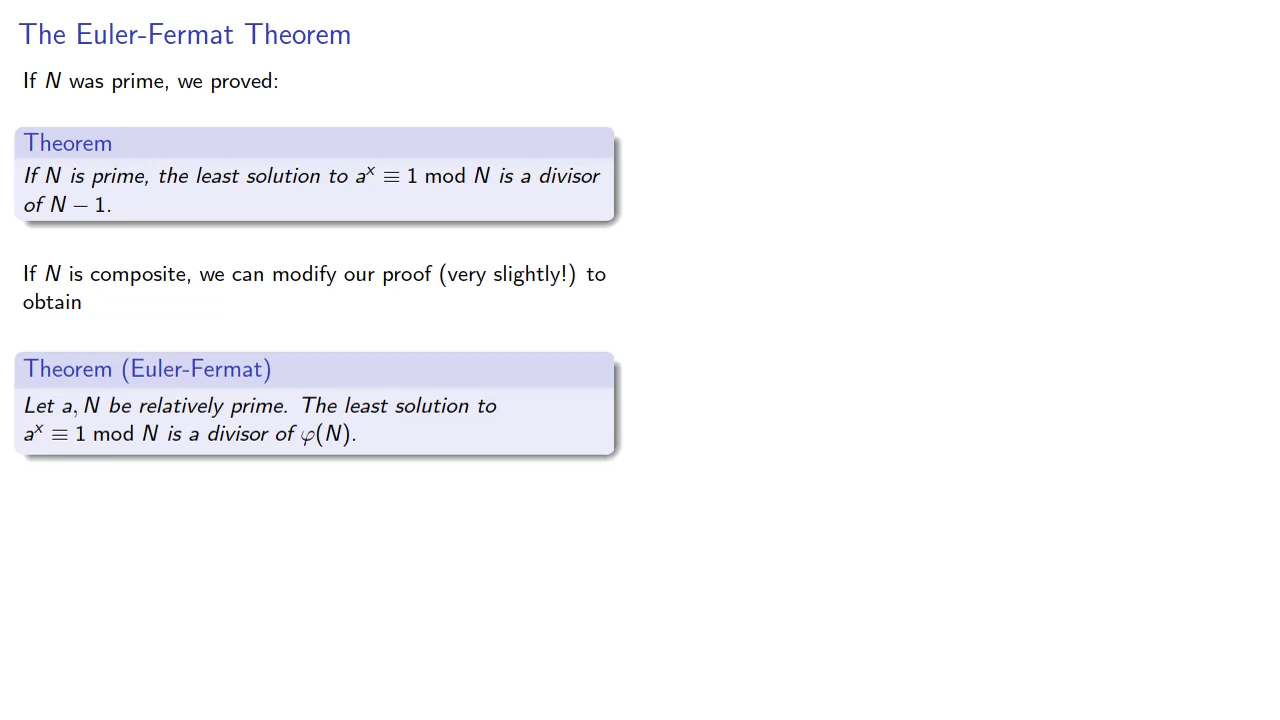 The Euler-Fermat Theorem
If N was prime, we proved:
Theorem
If N is prime, the least solution to aˣ ≡ 1 mod N is a divisor
of N − 1.
If N is composite, we can modify our proof (very slightly!) to
obtain
Theorem (Euler-Fermat)
Let a, N be relatively prime. The least solution to
aˣ ≡ 1 mod N is a divisor of φ(N).